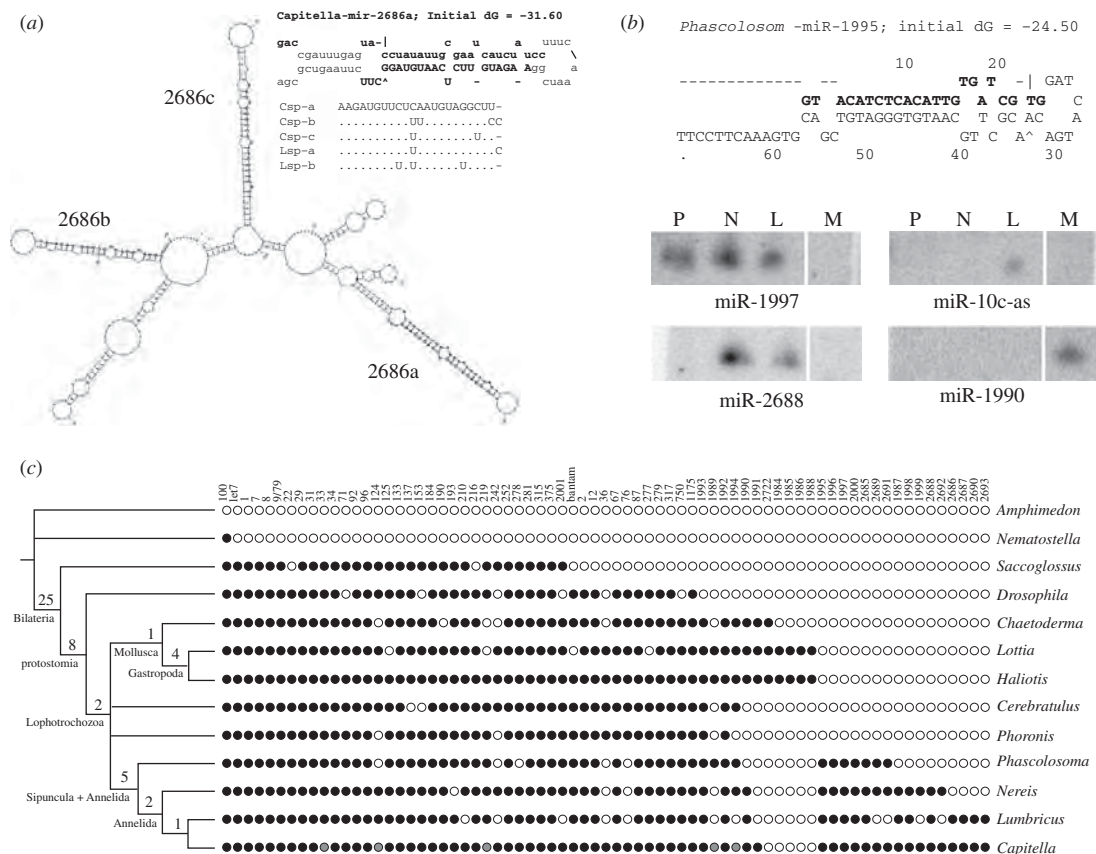 (a)
Capitella-mir-2686a; Initial dG = -31.60
gac ua-| c u a uuuc
cgauuugag ccuauauug gaa caucu ucc \
gcugaauuc GGAUGUAAC CUU GUAGA Agg a
agc UUC^ U - - cuaa
Csp-a AAGAUGUUCUCAAUGUAGGCUU-
Csp-b ..........UU.........CC
Csp-c ..........U.......U...-
Lsp-a ..........U...........C
Lsp-b ........U.U.....U.....-
2686c
2686b
2686a
(b)
Phascolosom -miR-1995; initial dG = -24.50
10 20
------------- -- TG T -| GAT
GT ACATCTCACATTG A CG TG C
CA TGTAGGGTGTAAC T GC AC A
TTCCTTCAAAGTG GC GT C A^ AGT
. 60 50 40 30
P N L M
P N L M
miR-1997
miR-10c-as
miR-2688
miR-1990
(c)
100 let7 1 7 8 9/79 22 29 31 33 34 71 92 96 124 125 133 137 153 184 190 193 210 216 219 242 252 278 281 315 375 2001 bantam 2 12 36 67 76 87 277 279 317 750 1175 1993 1989 1992 1994 1990 1991 2722 1984 1985 1986 1988 1995 1996 1997 2000 2685 2689 2691 1987 1998 1999 2688 2692 2686 2687 2690 2693
Amphimedon
Nematostella
Saccoglossus
25
Bilateria
Drosophila
8
protostomia
Chaetoderma
1
Mollusca
Lottia
4
Gastropoda
Haliotis
Cerebratulus
2
Lophotrochozoa
Phoronis
Phascolosoma
5
Sipuncula + Annelida
Nereis
2
Annelida
Lumbricus
1
Capitella